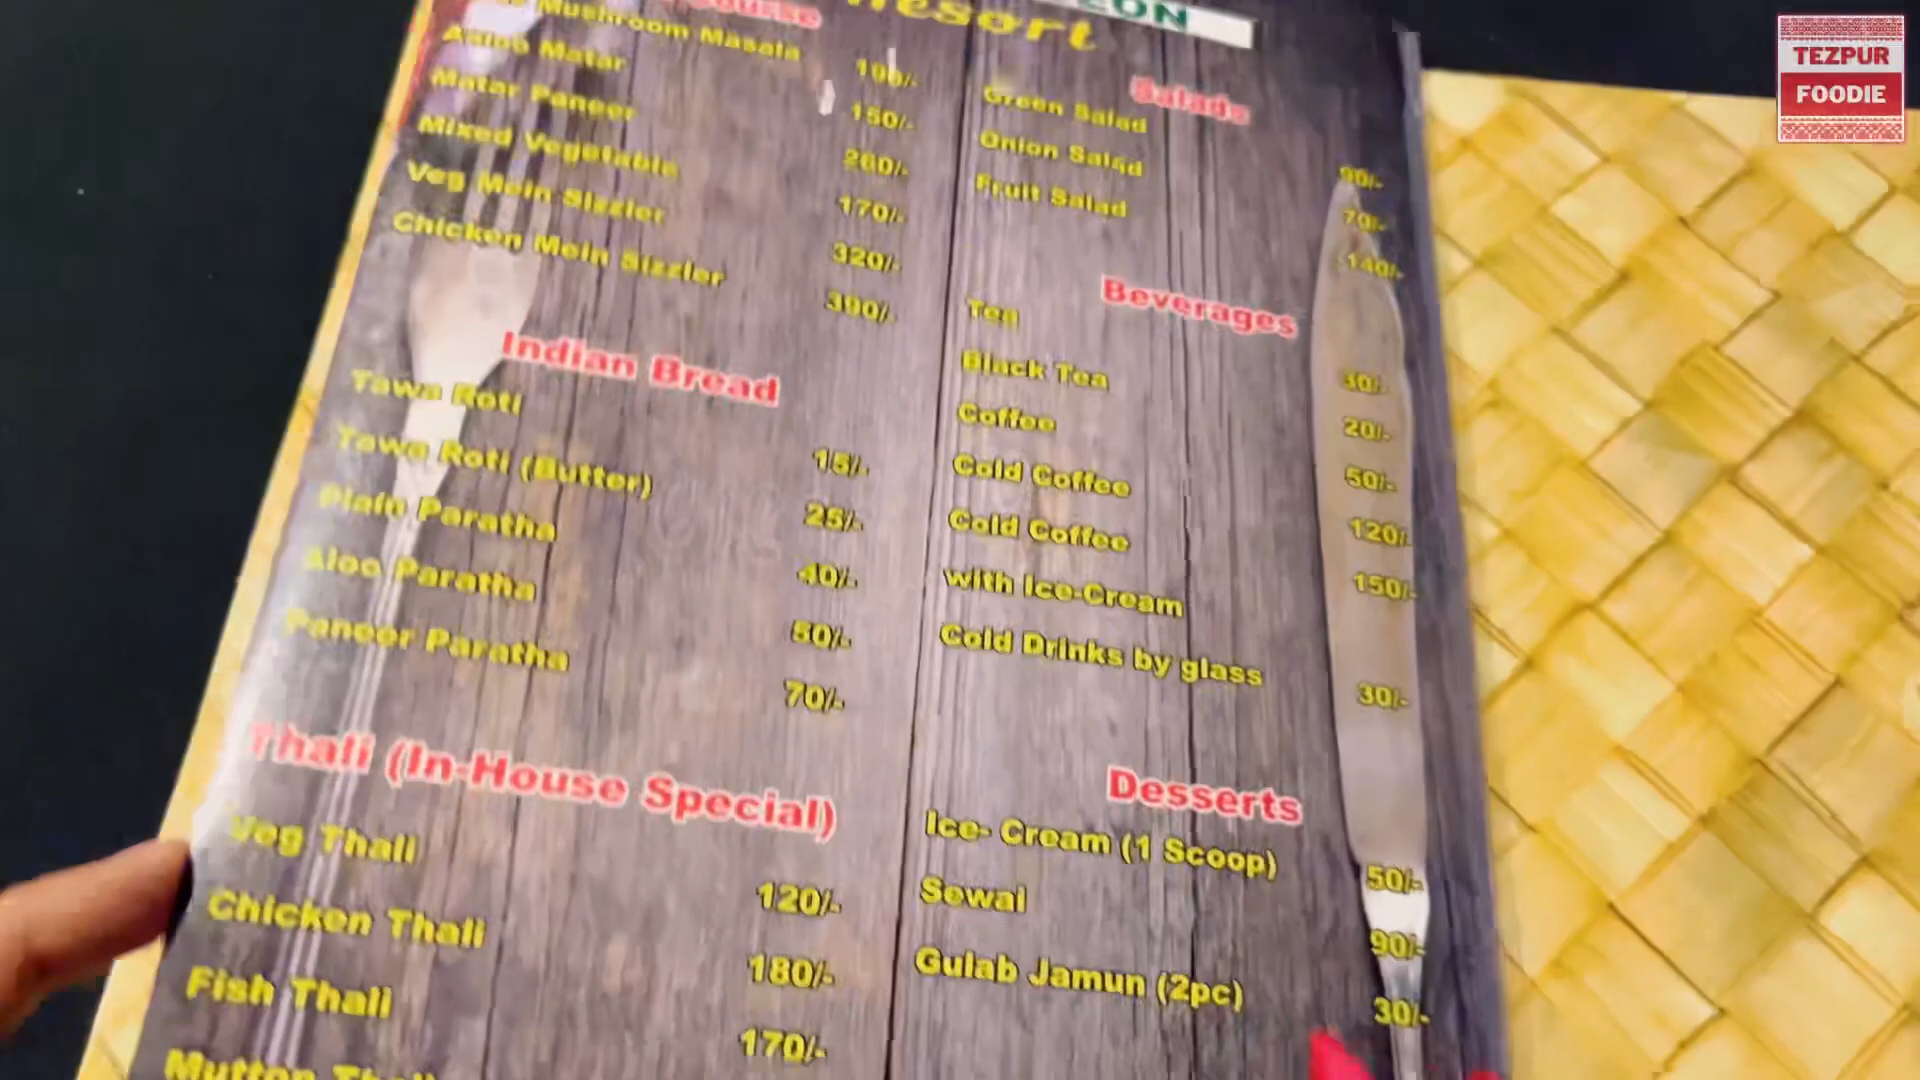 TEZPUR
FOODIE
Resort
Mushroom Masala 190/-
Aaloo Matar 150/-
Matar Paneer 260/-
Mixed Vegetable 170/-
Veg Mein Sizzler 320/-
Chicken Mein Sizzler 390/-
Indian Bread
Tawa Roti 15/-
Tawa Roti (Butter) 25/-
Plain Paratha 40/-
Aloo Paratha 50/-
Paneer Paratha 70/-
Thali (In-House Special)
Veg Thali 120/-
Chicken Thali 180/-
Fish Thali 170/-
Mutton Thali
Salads
Green Salad 90/-
Onion Salad 70/-
Fruit Salad 140/-
Beverages
Tea 30/-
Black Tea 20/-
Coffee 50/-
Cold Coffee 120/-
Cold Coffee 150/-
with Ice-Cream
Cold Drinks by glass 30/-
Desserts
Ice- Cream (1 Scoop) 50/-
Sewai 90/-
Gulab Jamun (2pc) 30/-